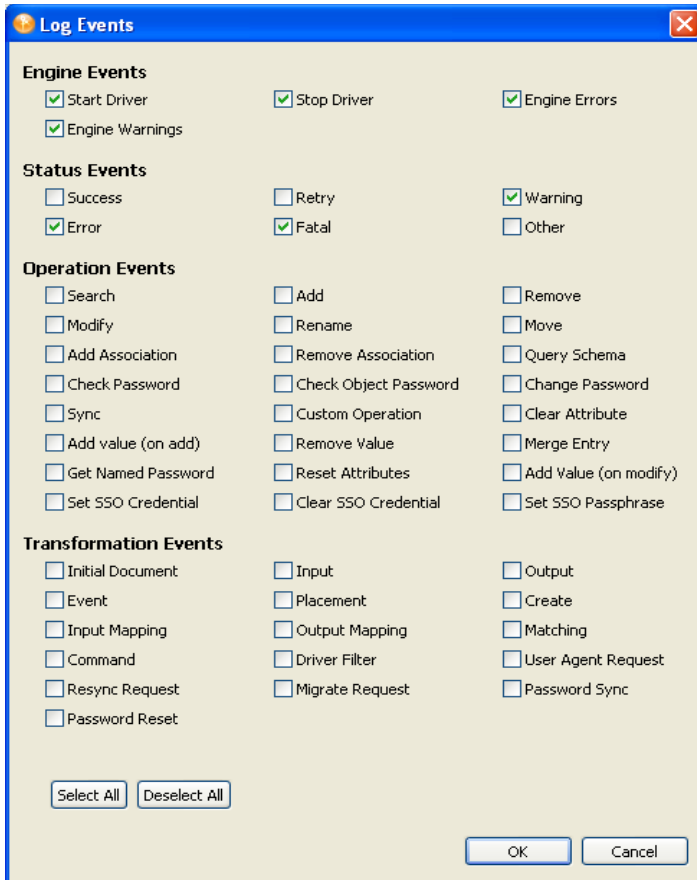 Log Events
Engine Events
Start Driver Stop Driver Engine Errors
Engine Warnings
Status Events
Success Retry Warning
Error Fatal Other
Operation Events
Search Add Remove
Modify Rename Move
Add Association Remove Association Query Schema
Check Password Check Object Password Change Password
Sync Custom Operation Clear Attribute
Add value (on add) Remove Value Merge Entry
Get Named Password Reset Attributes Add Value (on modify)
Set SSO Credential Clear SSO Credential Set SSO Passphrase
Transformation Events
Initial Document Input Output
Event Placement Create
Input Mapping Output Mapping Matching
Command Driver Filter User Agent Request
Resync Request Migrate Request Password Sync
Password Reset
Select All Deselect All
OK Cancel